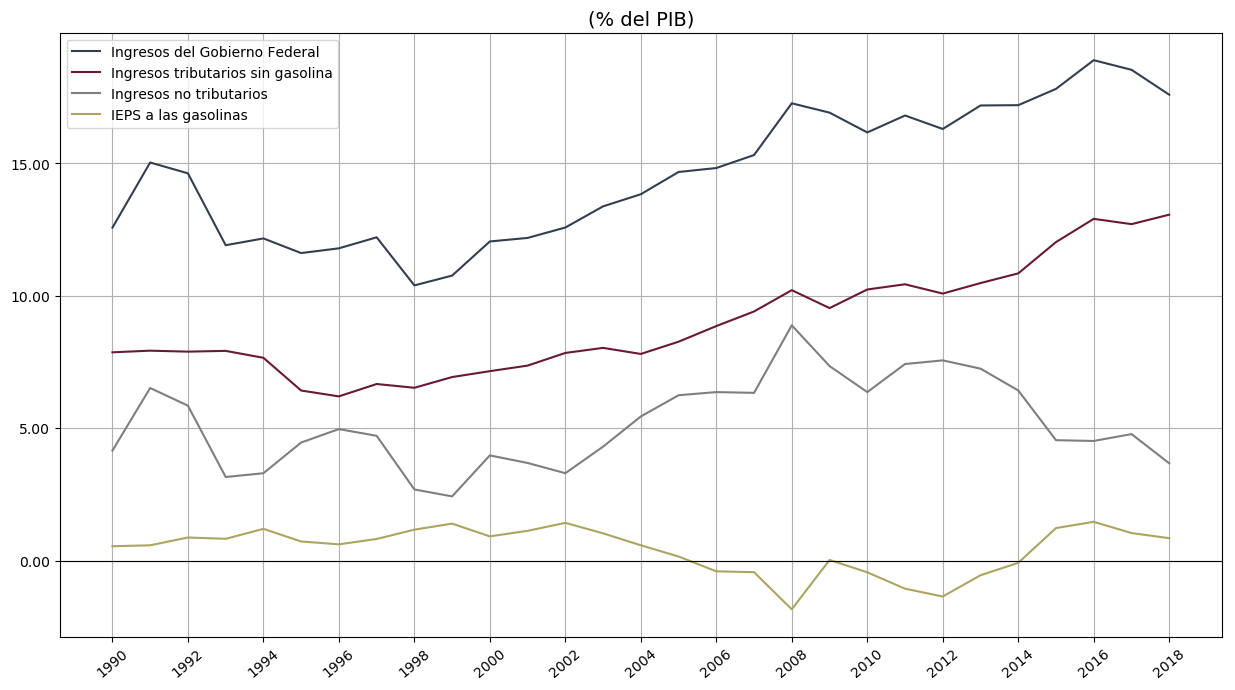 (% del PIB)
Ingresos del Gobierno Federal
Ingresos tributarios sin gasolina
Ingresos no tributarios
IEPS a las gasolinas
15.00
10.00
5.00
0.00
1990 1992 1994 1996 1998 2000 2002 2004 2006 2008 2010 2012 2014 2016 2018